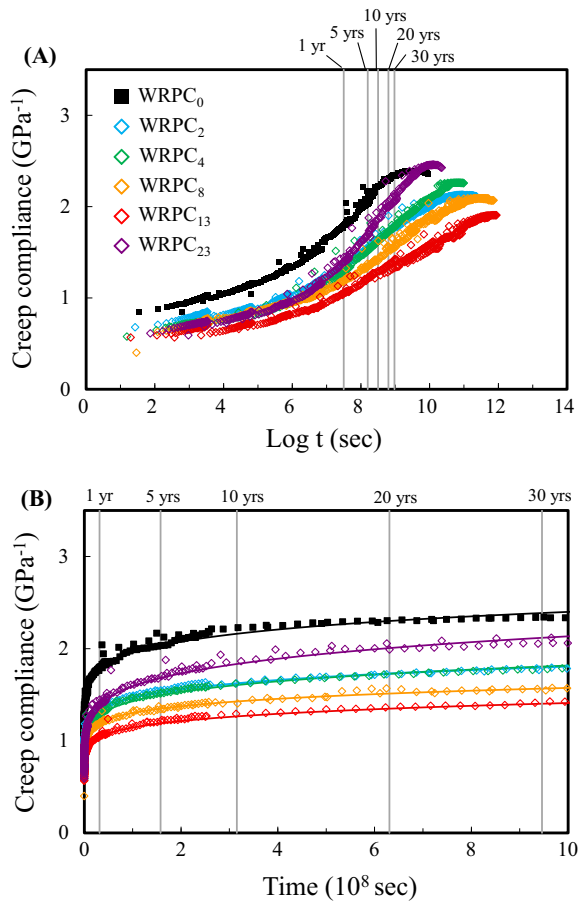 10 yrs
5 yrs
20 yrs
1 yr
30 yrs
(A)
3
2
1
0
Creep compliance (GPa⁻¹)
WRPC₀
WRPC₂
WRPC₄
WRPC₈
WRPC₁₃
WRPC₂₃
0 2 4 6 8 10 12 14
Log t (sec)
(B)
1 yr 5 yrs 10 yrs 20 yrs 30 yrs
3
2
1
0
Creep compliance (GPa⁻¹)
0 2 4 6 8 10
Time (10⁸ sec)